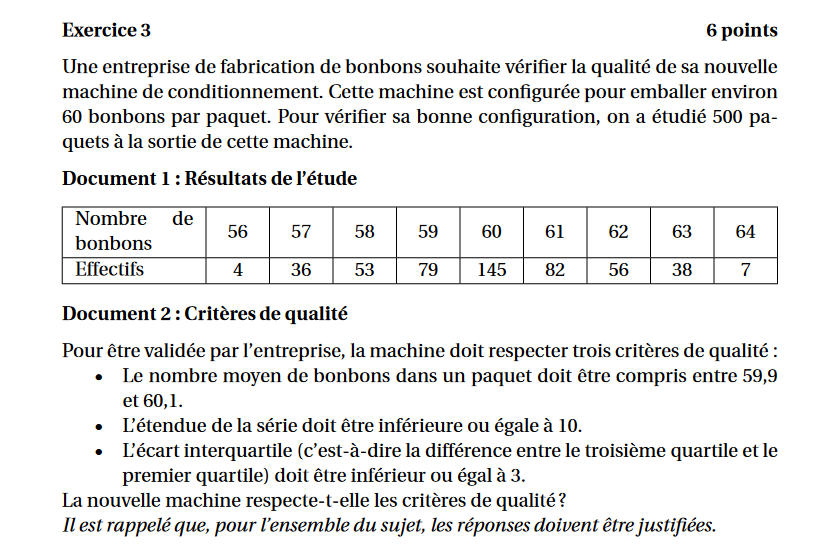 Exercice 3 6 points
Une entreprise de fabrication de bonbons souhaite vérifier la qualité de sa nouvelle
machine de conditionnement. Cette machine est configurée pour emballer environ
60 bonbons par paquet. Pour vérifier sa bonne configuration, on a étudié 500 pa-
quets à la sortie de cette machine.
Document 1 : Résultats de l'étude
Nombre de
bonbons 56 57 58 59 60 61 62 63 64
Effectifs 4 36 53 79 145 82 56 38 7
Document 2 : Critères de qualité
Pour être validée par l'entreprise, la machine doit respecter trois critères de qualité :
• Le nombre moyen de bonbons dans un paquet doit être compris entre 59,9
et 60,1.
• L'étendue de la série doit être inférieure ou égale à 10.
• L'écart interquartile (c'est-à-dire la différence entre le troisième quartile et le
premier quartile) doit être inférieur ou égal à 3.
La nouvelle machine respecte-t-elle les critères de qualité ?
Il est rappelé que, pour l'ensemble du sujet, les réponses doivent être justifiées.